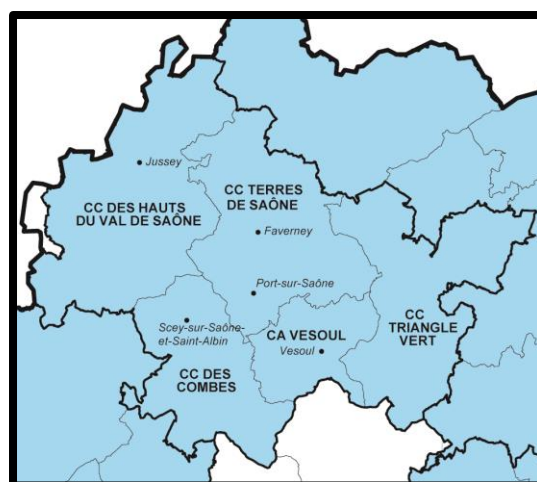 Jussey
CC TERRES
DE SAÔNE
CC DES HAUTS
DU VAL DE SAÔNE
Faverney
Port-sur-Saône
Scey-sur-Saône-
et-Saint-Albin
CA VESOUL
Vesoul
CC
TRIANGLE
VERT
CC DES
COMBES